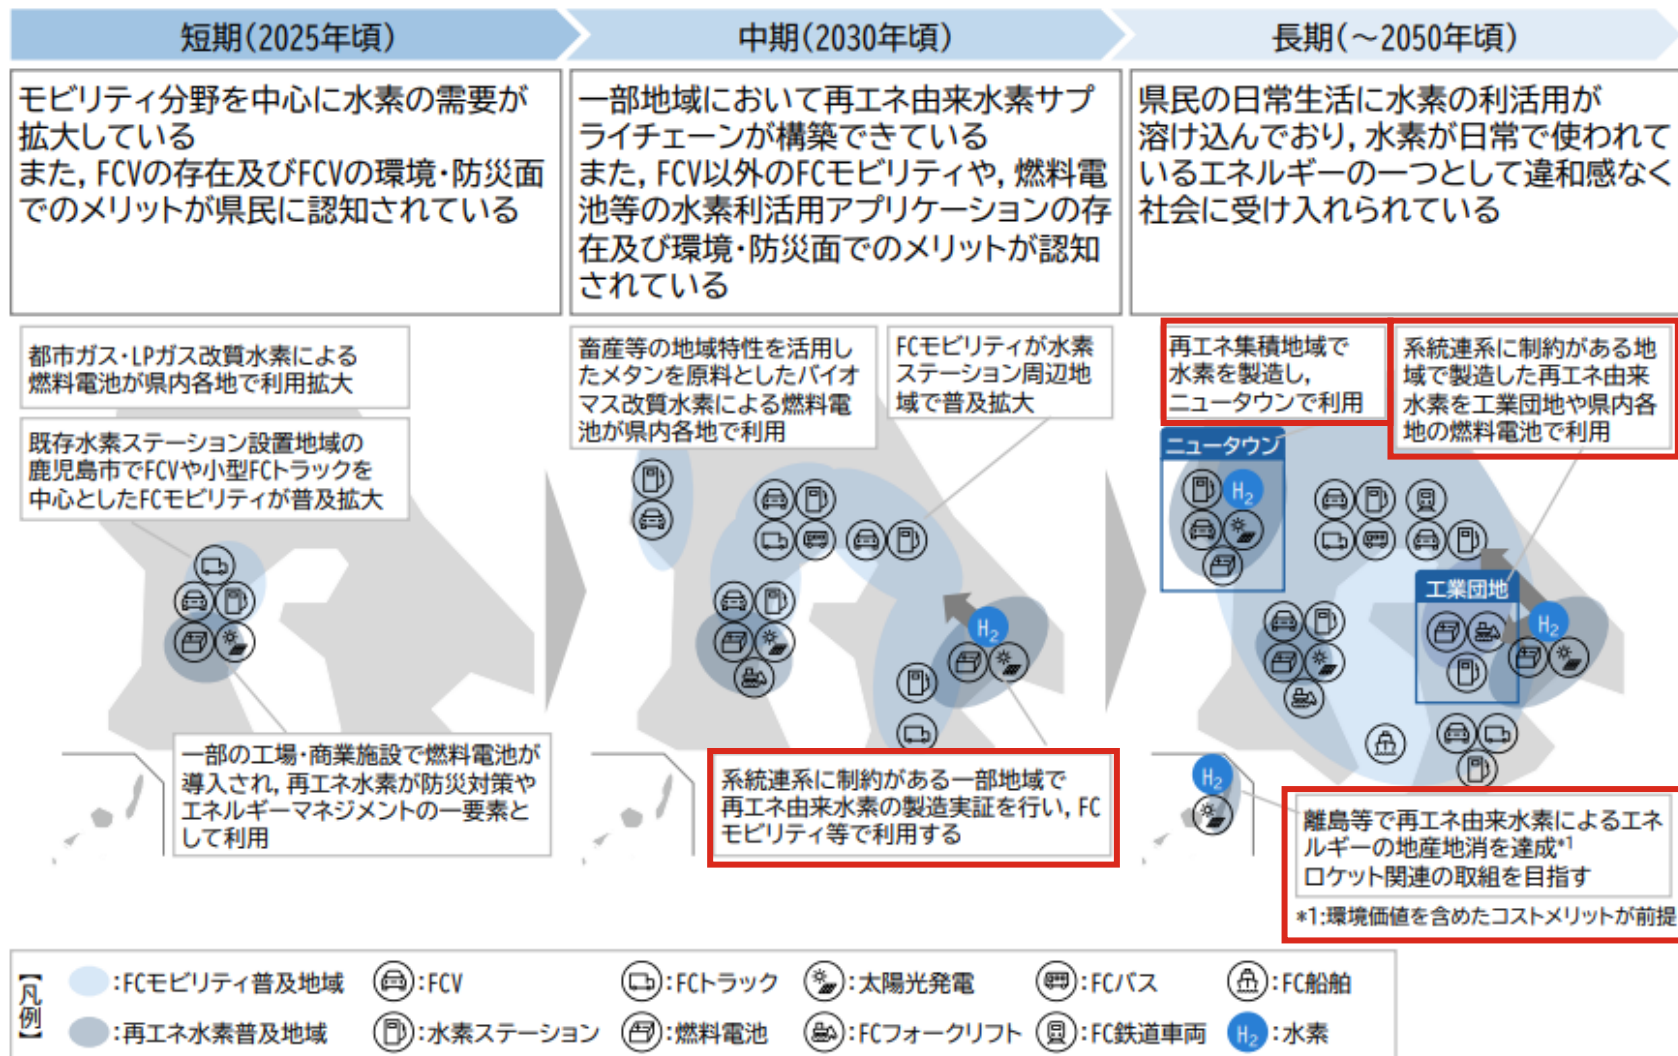 短期(2025年頃)
中期(2030年頃)
長期(～2050年頃)
モビリティ分野を中心に水素の需要が
拡大している
また,FCVの存在及びFCVの環境・防災面
でのメリットが県民に認知されている
一部地域において再エネ由来水素サプ
ライチェーンが構築できている
また,FCV以外のFCモビリティや,燃料電
池等の水素利活用アプリケーションの存
在及び環境・防災面でのメリットが認知
されている
県民の日常生活に水素の利活用が
溶け込んでおり,水素が日常で使われて
いるエネルギーの一つとして違和感なく
社会に受け入れられている
都市ガス・LPガス改質水素による
燃料電池が県内各地で利用拡大
既存水素ステーション設置地域の
鹿児島市でFCVや小型FCトラックを
中心としたFCモビリティが普及拡大
一部の工場・商業施設で燃料電池が
導入され,再エネ水素が防災対策や
エネルギーマネジメントの一要素と
して利用
畜産等の地域特性を活用し
たメタンを原料としたバイオ
マス改質水素による燃料電
池が県内各地で利用
FCモビリティが水素
ステーション周辺地
域で普及拡大
H2
系統連系に制約がある一部地域で
再エネ由来水素の製造実証を行い,FC
モビリティ等で利用する
再エネ集積地域で
水素を製造し,
ニュータウンで利用
系統連系に制約がある地
域で製造した再エネ由来
水素を工業団地や県内各
地の燃料電池で利用
ニュータウン
H2
工業団地
H2
H2
離島等で再エネ由来水素によるエネ
ルギーの地産地消を達成*1
ロケット関連の取組を目指す
*1:環境価値を含めたコストメリットが前提
【凡例】
:FCモビリティ普及地域
:FCV
:FCトラック
:太陽光発電
:FCバス
:FC船舶
:再エネ水素普及地域
:水素ステーション
:燃料電池
:FCフォークリフト
:FC鉄道車両
H2:水素